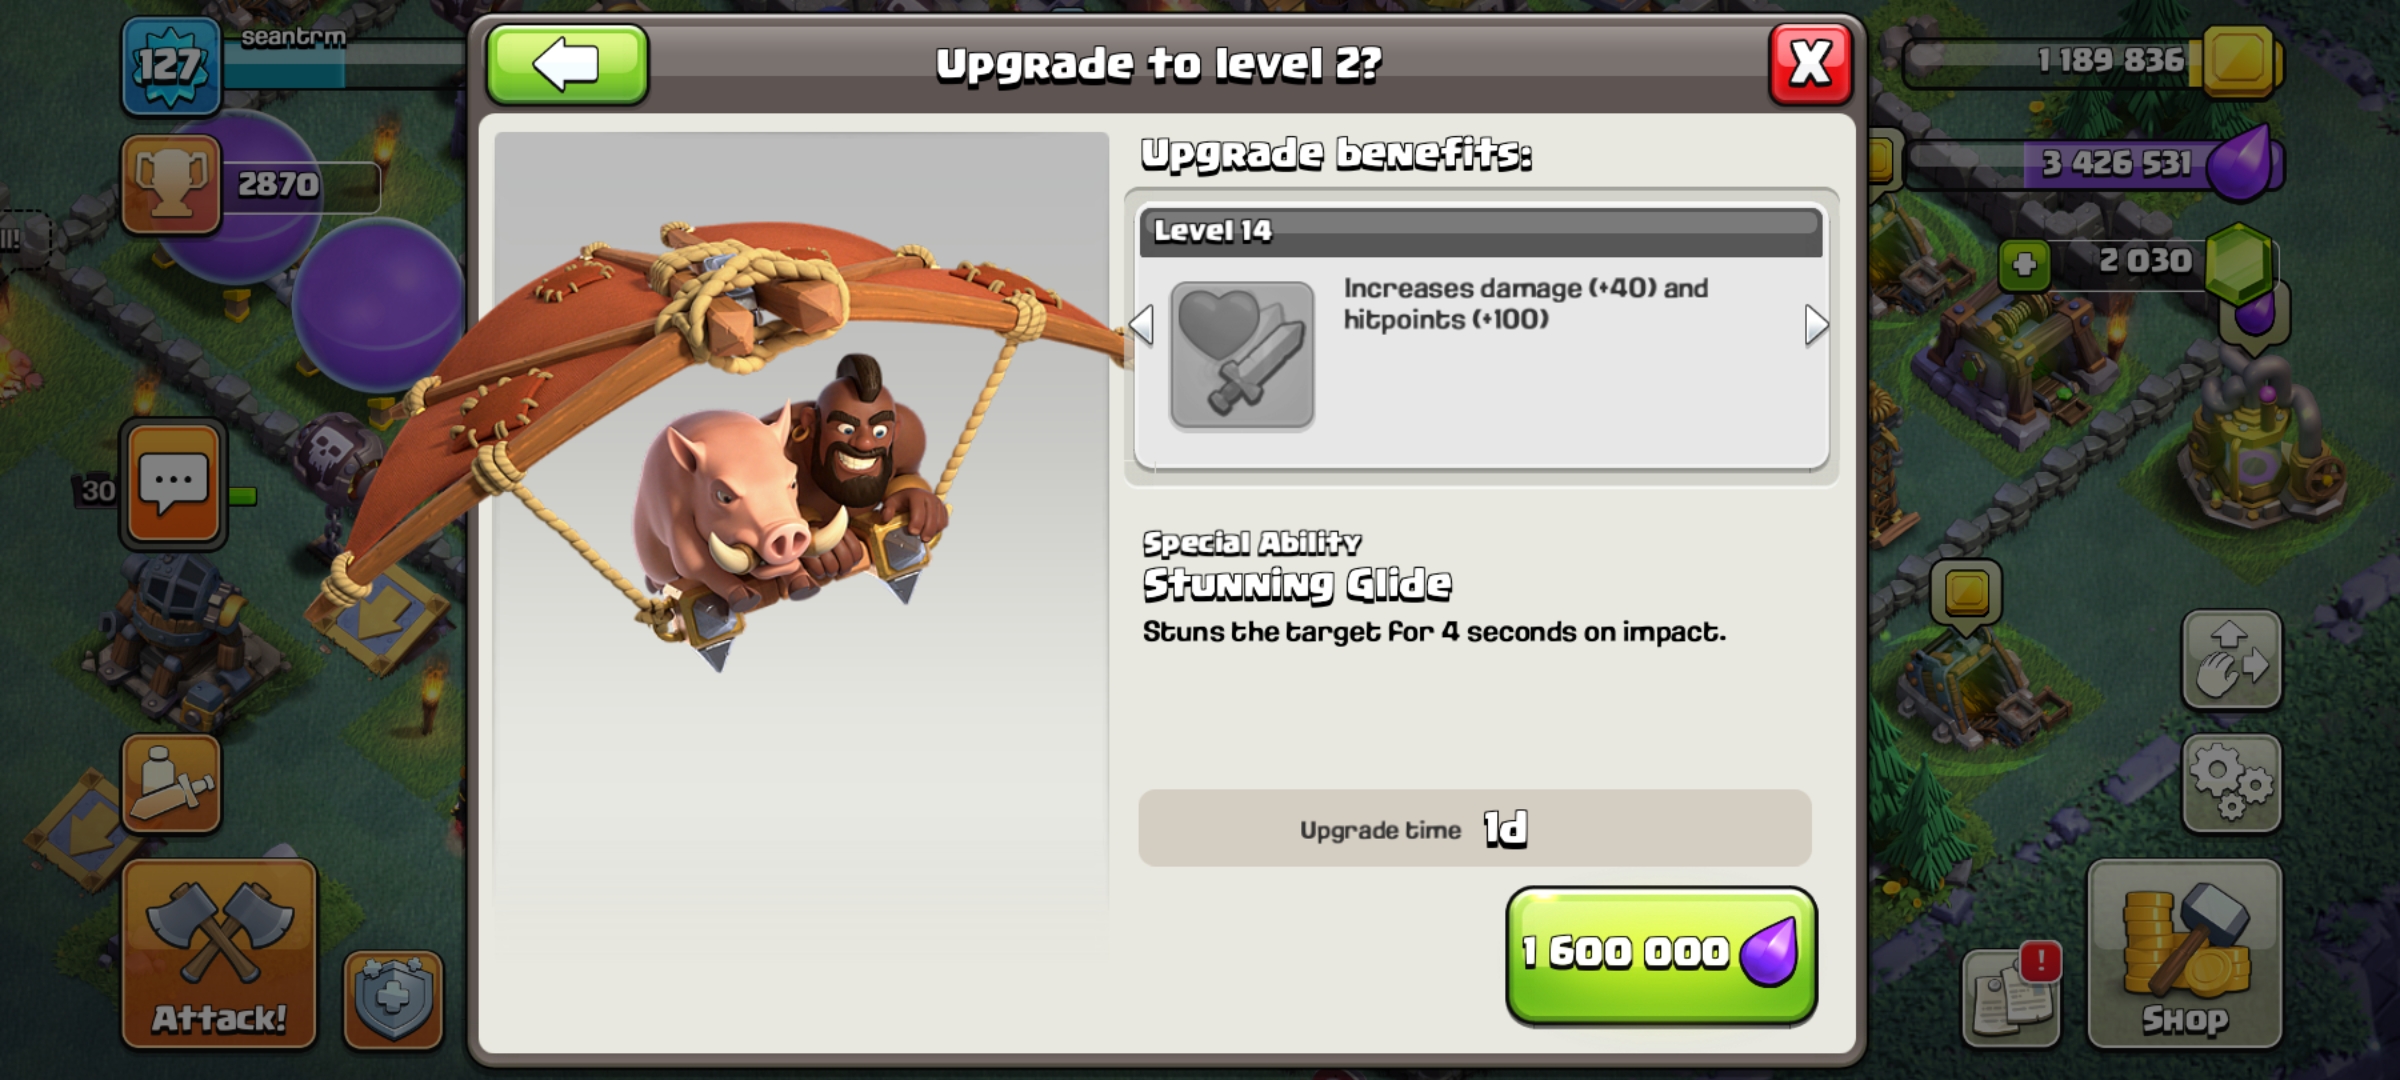 127
seantrm
Upgrade to level 2?
X
1 189 836
2870
Upgrade benefits:
3 426 531
ll!
Level 14
2 030
Increases damage (+40) and
hitpoints (+100)
30
Special Ability
Stunning Glide
Stuns the target for 4 seconds on impact.
Upgrade time 1d
1 600 000
!
Attack!
Shop